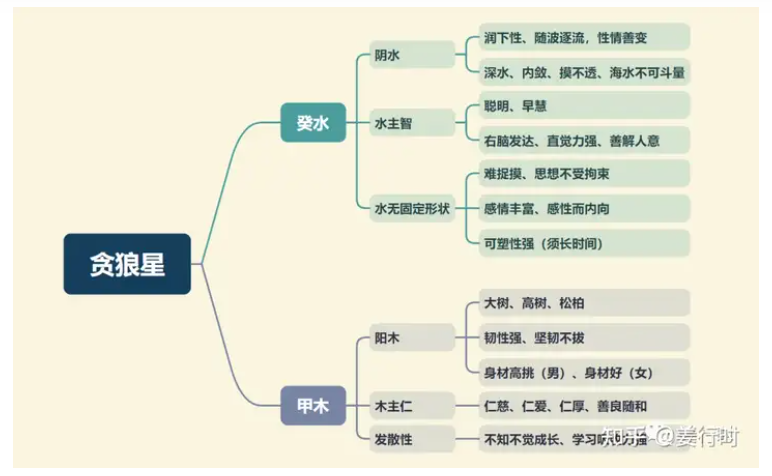 贪狼星
癸水
阴水
润下性、随波逐流，性情善变
深水、内敛、摸不透、海水不可斗量
水主智
聪明、早慧
右脑发达、直觉力强、善解人意
水无固定形状
难捉摸、思想不受拘束
感情丰富、感性而内向
可塑性强（须长时间）
甲木
阳木
大树、高树、松柏
韧性强、坚韧不拔
身材高挑（男）、身材好（女）
木主仁
仁慈、仁爱、仁厚、善良随和
发散性
不知不觉成长、学习
知乎 @姜行时